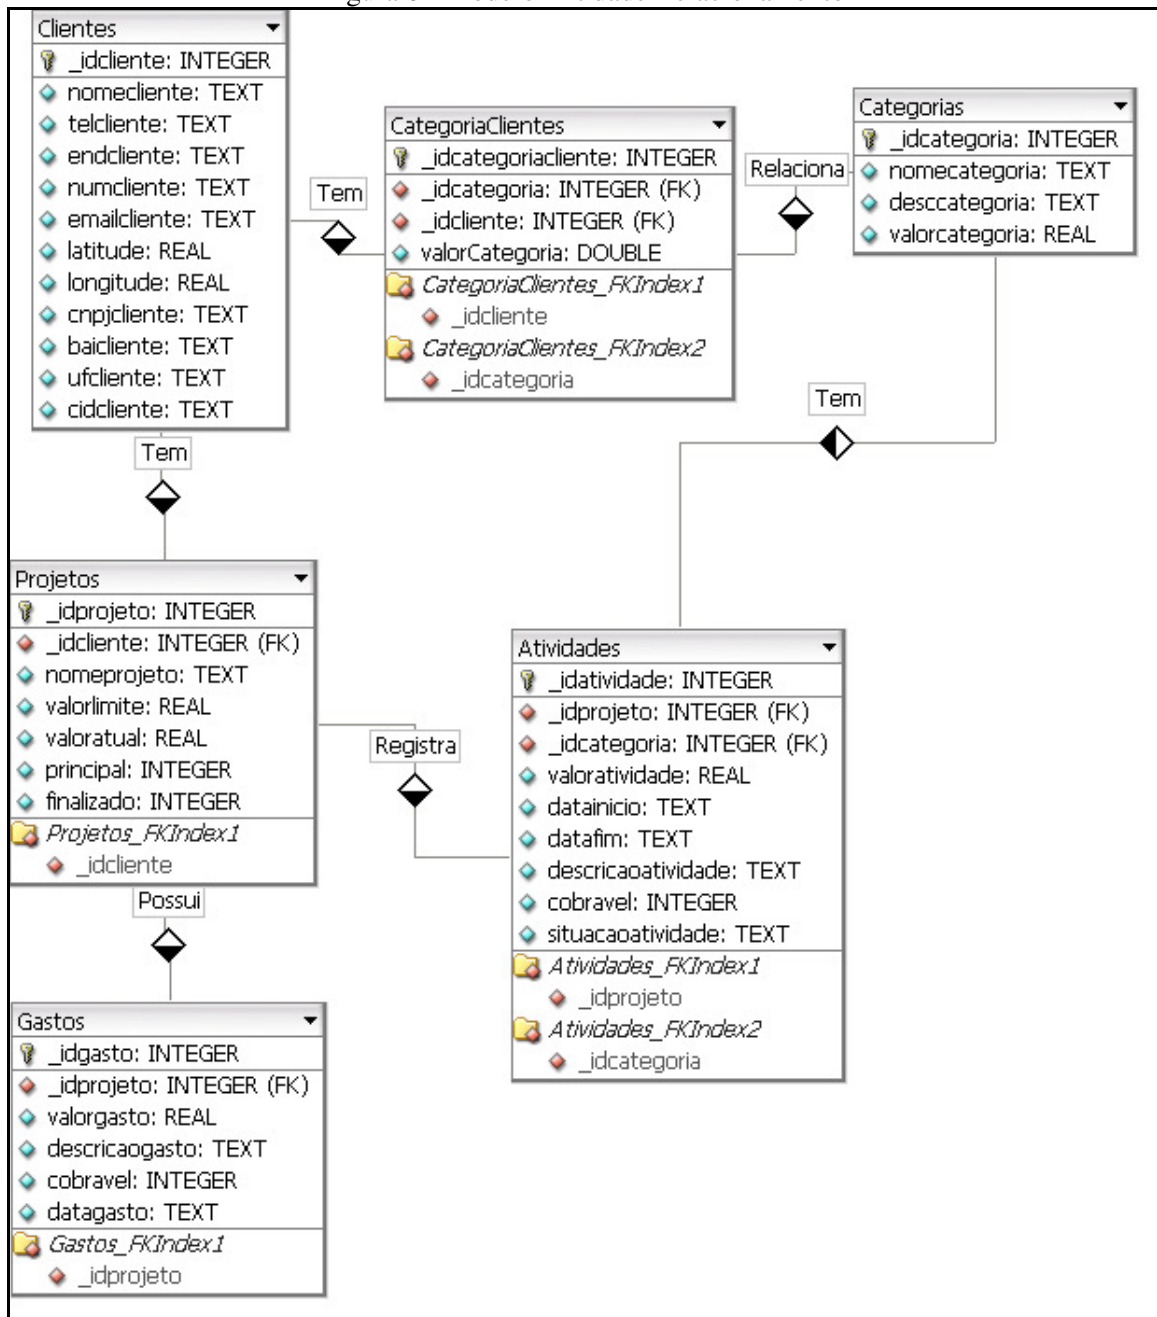 Clientes
_idcliente: INTEGER
nomecliente: TEXT
telcliente: TEXT
endcliente: TEXT
numcliente: TEXT
emailcliente: TEXT
latitude: REAL
longitude: REAL
cnpjcliente: TEXT
baicliente: TEXT
ufcliente: TEXT
cidcliente: TEXT
Tem
CategoriaClientes
_idcategoriacliente: INTEGER
_idcategoria: INTEGER (FK)
_idcliente: INTEGER (FK)
valorCategoria: DOUBLE
CategoriaClientes_FKIndex1
_idcliente
CategoriaClientes_FKIndex2
_idcategoria
Relaciona
Categorias
_idcategoria: INTEGER
nomecategoria: TEXT
desccategoria: TEXT
valorcategoria: REAL
Tem
Tem
Projetos
_idprojeto: INTEGER
_idcliente: INTEGER (FK)
nomeprojeto: TEXT
valorlimite: REAL
valoratual: REAL
principal: INTEGER
finalizado: INTEGER
Projetos_FKIndex1
_idcliente
Registra
Atividades
_idatividade: INTEGER
_idprojeto: INTEGER (FK)
_idcategoria: INTEGER (FK)
valoratividade: REAL
datainicio: TEXT
datafim: TEXT
descricaoatividade: TEXT
cobravel: INTEGER
situacaoatividade: TEXT
Atividades_FKIndex1
_idprojeto
Atividades_FKIndex2
_idcategoria
Possui
Gastos
_idgasto: INTEGER
_idprojeto: INTEGER (FK)
valorgasto: REAL
descricaogasto: TEXT
cobravel: INTEGER
datagasto: TEXT
Gastos_FKIndex1
_idprojeto